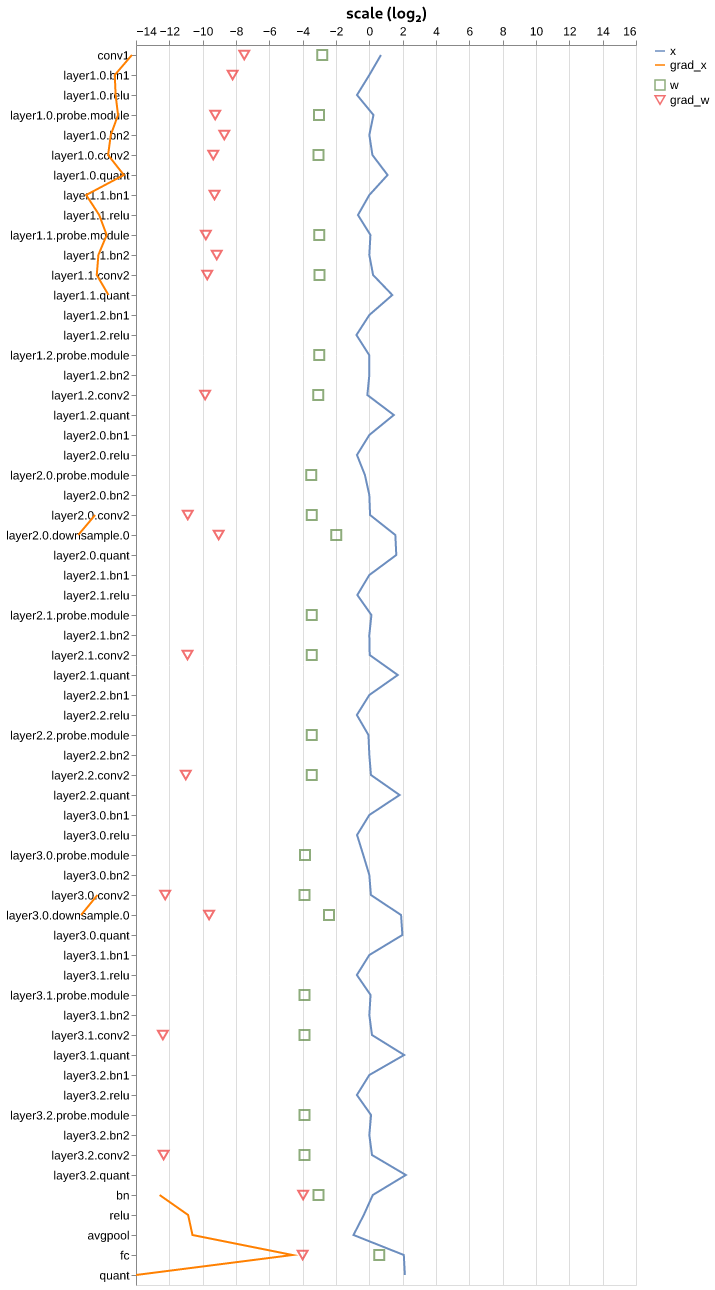 scale (log₂)
−14 −12 −10 −8 −6 −4 −2 0 2 4 6 8 10 12 14 16
x
grad_x
w
grad_w
conv1
layer1.0.bn1
layer1.0.relu
layer1.0.probe.module
layer1.0.bn2
layer1.0.conv2
layer1.0.quant
layer1.1.bn1
layer1.1.relu
layer1.1.probe.module
layer1.1.bn2
layer1.1.conv2
layer1.1.quant
layer1.2.bn1
layer1.2.relu
layer1.2.probe.module
layer1.2.bn2
layer1.2.conv2
layer1.2.quant
layer2.0.bn1
layer2.0.relu
layer2.0.probe.module
layer2.0.bn2
layer2.0.conv2
layer2.0.downsample.0
layer2.0.quant
layer2.1.bn1
layer2.1.relu
layer2.1.probe.module
layer2.1.bn2
layer2.1.conv2
layer2.1.quant
layer2.2.bn1
layer2.2.relu
layer2.2.probe.module
layer2.2.bn2
layer2.2.conv2
layer2.2.quant
layer3.0.bn1
layer3.0.relu
layer3.0.probe.module
layer3.0.bn2
layer3.0.conv2
layer3.0.downsample.0
layer3.0.quant
layer3.1.bn1
layer3.1.relu
layer3.1.probe.module
layer3.1.bn2
layer3.1.conv2
layer3.1.quant
layer3.2.bn1
layer3.2.relu
layer3.2.probe.module
layer3.2.bn2
layer3.2.conv2
layer3.2.quant
bn
relu
avgpool
fc
quant